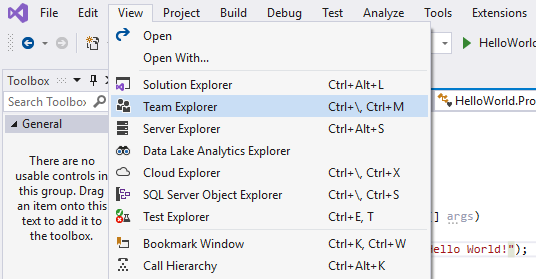 File Edit View Project Build Debug Test Analyze Tools Extensions
Open
HelloWorld
Open With...
Toolbox
Search Toolbox
Solution Explorer Ctrl+Alt+L
Team Explorer Ctrl+\, Ctrl+M
HelloWorld.Pro
General
Server Explorer Ctrl+Alt+S
Data Lake Analytics Explorer
There are no
usable controls in
this group. Drag
an item onto this
text to add it to
the toolbox.
Cloud Explorer Ctrl+\, Ctrl+X
SQL Server Object Explorer Ctrl+\, Ctrl+S
Test Explorer Ctrl+E, T
[] args)
Bookmark Window Ctrl+K, Ctrl+W
Hello World!");
Call Hierarchy Ctrl+Alt+K